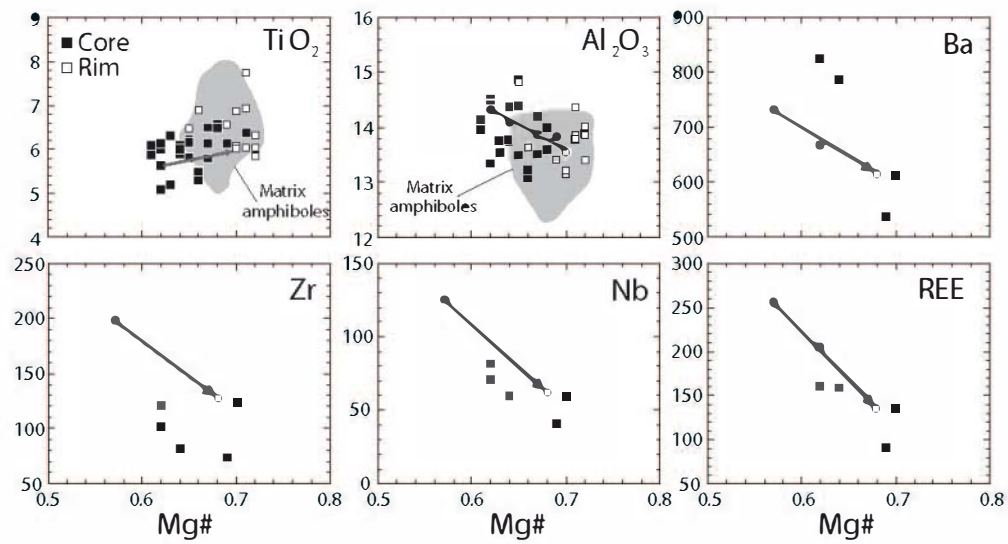 9 8 7 6 5 4
TiO₂
■ Core
□ Rim
Matrix
amphiboles
16 15 14 13 12
Al₂O₃
Matrix
amphiboles
900 800 700 600 500
Ba
250 200 150 100 50
Zr
0.5 0.6 0.7 0.8
Mg#
150 100 50 0
Nb
0.5 0.6 0.7 0.8
Mg#
300 250 200 150 100 50
REE
0.5 0.6 0.7 0.8
Mg#